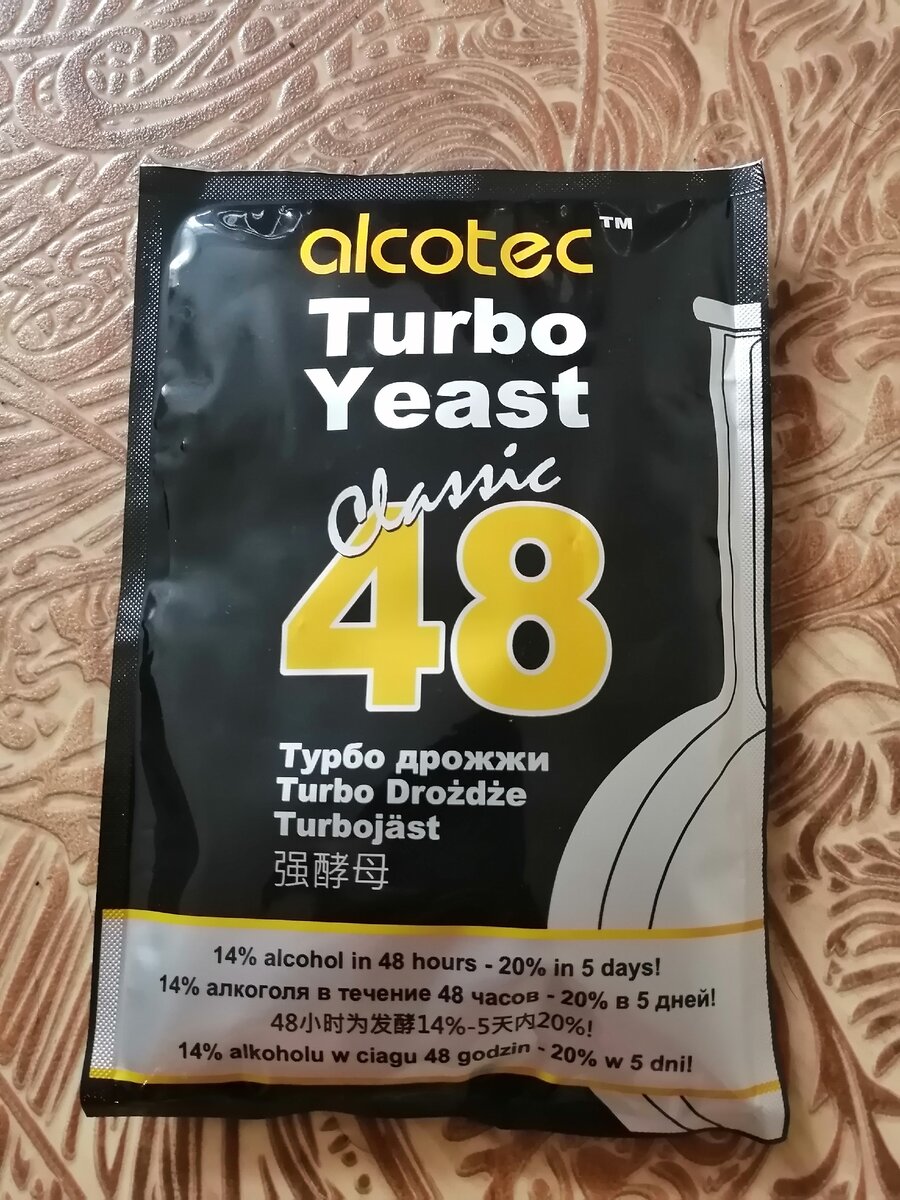 alcotec™
Turbo
Yeast
Classic
48
Турбо дрожжи
Turbo Drożdże
Turbojäst
强酵母
14% alcohol in 48 hours - 20% in 5 days!
14% алкоголя в течение 48 часов - 20% в 5 дней!
48小时为发酵14%-5天内20%!
14% alkoholu w ciagu 48 godzin - 20% w 5 dni!